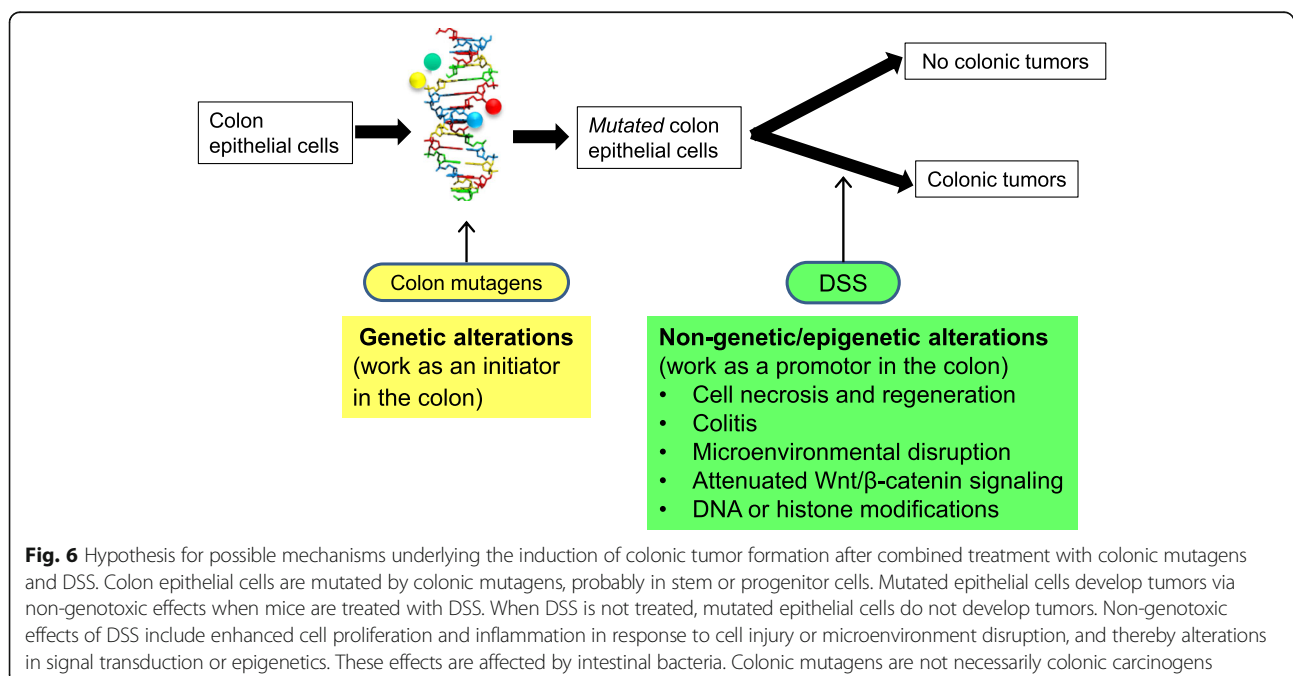 No colonic tumors
Colon
epithelial cells
Mutated colon
epithelial cells
Colonic tumors
Colon mutagens
DSS
Genetic alterations
(work as an initiator
in the colon)
Non-genetic/epigenetic alterations
(work as a promotor in the colon)
• Cell necrosis and regeneration
• Colitis
• Microenvironmental disruption
• Attenuated Wnt/β-catenin signaling
• DNA or histone modifications
Fig. 6 Hypothesis for possible mechanisms underlying the induction of colonic tumor formation after combined treatment with colonic mutagens
and DSS. Colon epithelial cells are mutated by colonic mutagens, probably in stem or progenitor cells. Mutated epithelial cells develop tumors via
non-genotoxic effects when mice are treated with DSS. When DSS is not treated, mutated epithelial cells do not develop tumors. Non-genotoxic
effects of DSS include enhanced cell proliferation and inflammation in response to cell injury or microenvironment disruption, and thereby alterations
in signal transduction or epigenetics. These effects are affected by intestinal bacteria. Colonic mutagens are not necessarily colonic carcinogens